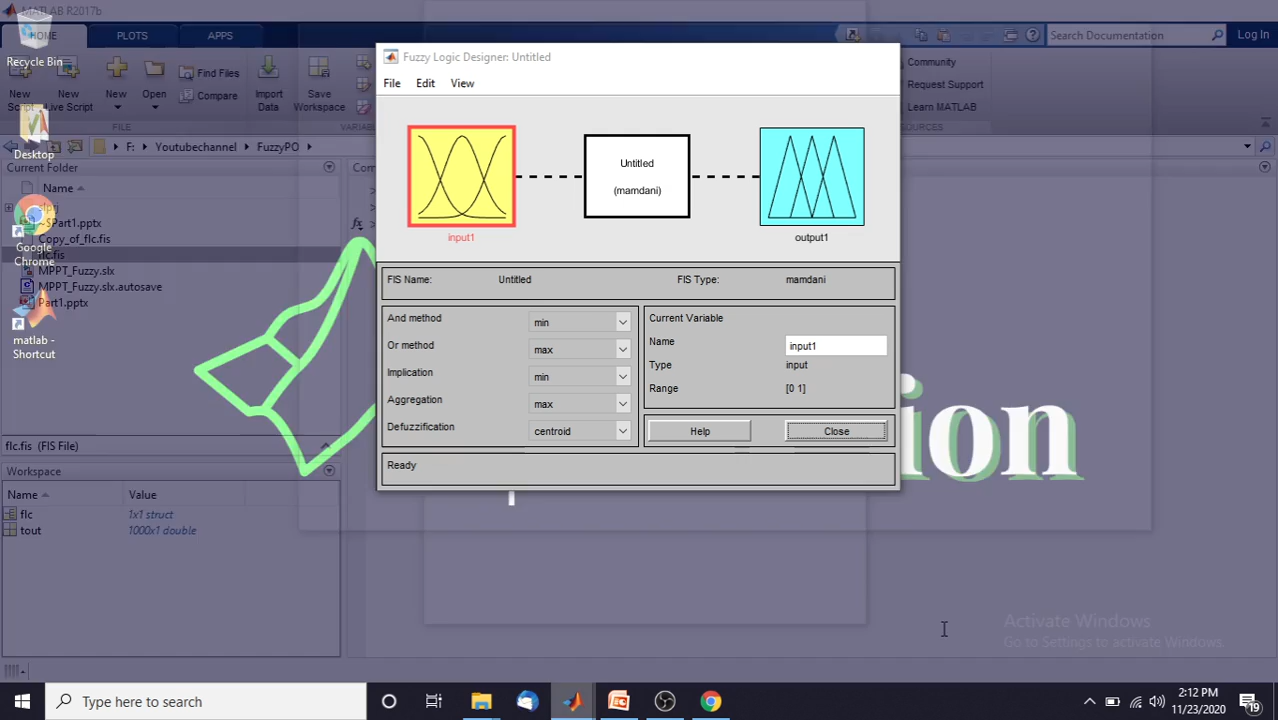 MATLAB R2017b
HOME
PLOTS
APPS
Search Documentation
Log In
Recycle Bin
New
Script
New
Live Script
New
Open
Find Files
Compare
Import
Data
Save
Workspace
Community
Request Support
Learn MATLAB
FILE
F:
Youtubechannel
FuzzyPO
Current Folder
Name
Part1.pptx
Copy_of_flc.fis
flc.fis
MPPT_Fuzzy.slx
MPPT_Fuzzy.slx.autosave
Part1.pptx
Desktop
Google
Chrome
matlab -
Shortcut
flc.fis (FIS File)
Workspace
Name
Value
flc
1x1 struct
tout
1000x1 double
Fuzzy Logic Designer: Untitled
File
Edit
View
Untitled
(mamdani)
input1
output1
FIS Name:
Untitled
FIS Type:
mamdani
And method
min
Or method
max
Implication
min
Aggregation
max
Defuzzification
centroid
Current Variable
Name
input1
Type
input
Range
[0 1]
Help
Close
Ready
ion
Activate Windows
Go to Settings to activate Windows.
Type here to search
2:12 PM
11/23/2020
19